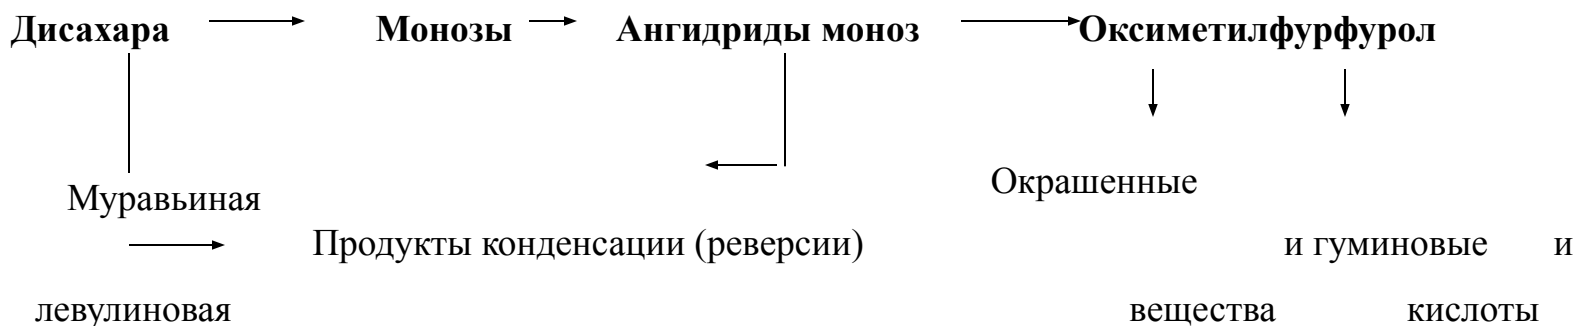 Дисахара Монозы Ангидриды моноз Оксиметилфурфурол
Окрашенные
Муравьиная
Продукты конденсации (реверсии) и гуминовые и
левулиновая вещества кислоты